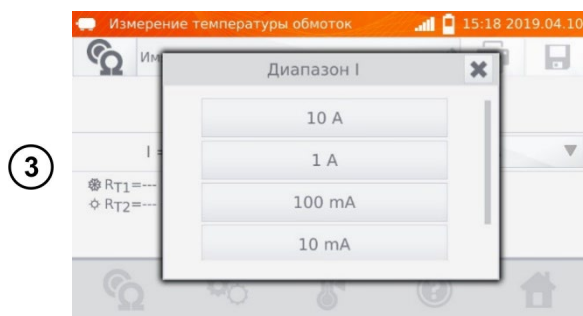 Измерение температуры обмоток 15:18 2019.04.10
Им
Диапазон I
10 A
3
I =
1 A
RT1=---
RT2=---
100 mA
10 mA